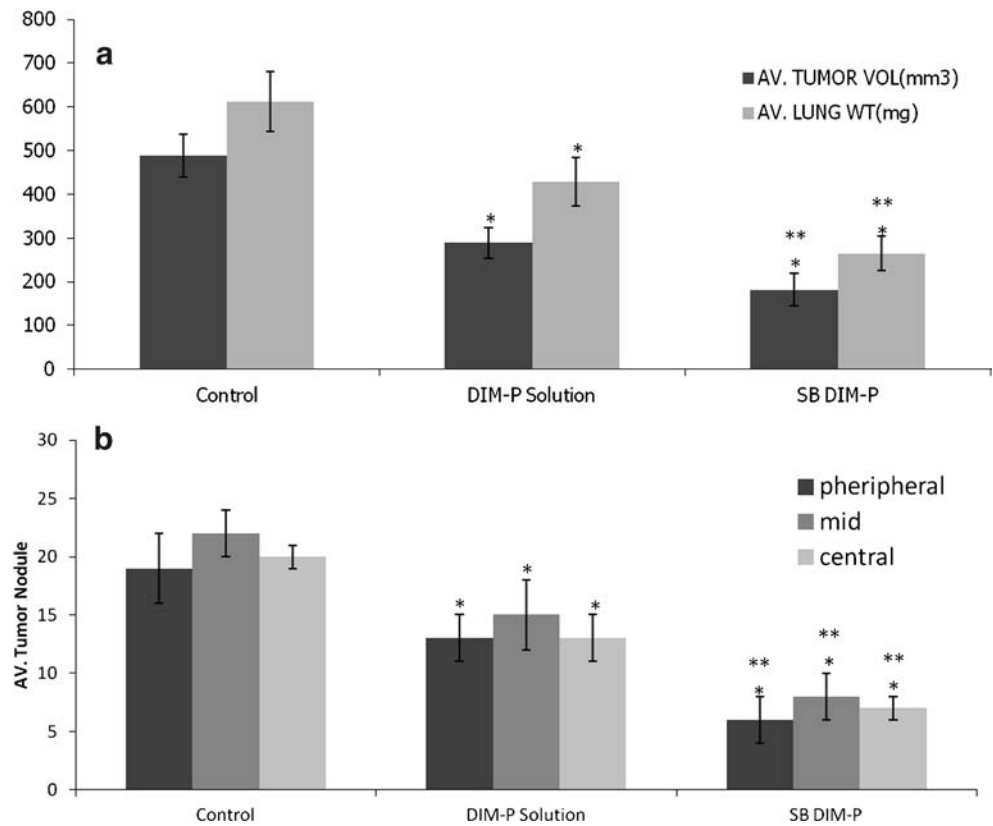 a
800
700
600
500
400
300
200
100
0
AV. TUMOR VOL(mm3)
AV. LUNG WT(mg)
*
*
**
*
**
*
Control
DIM-P Solution
SB DIM-P
b
30
25
20
15
10
5
0
AV. Tumor Nodule
pheripheral
mid
central
*
*
*
**
*
**
*
**
*
Control
DIM-P Solution
SB DIM-P